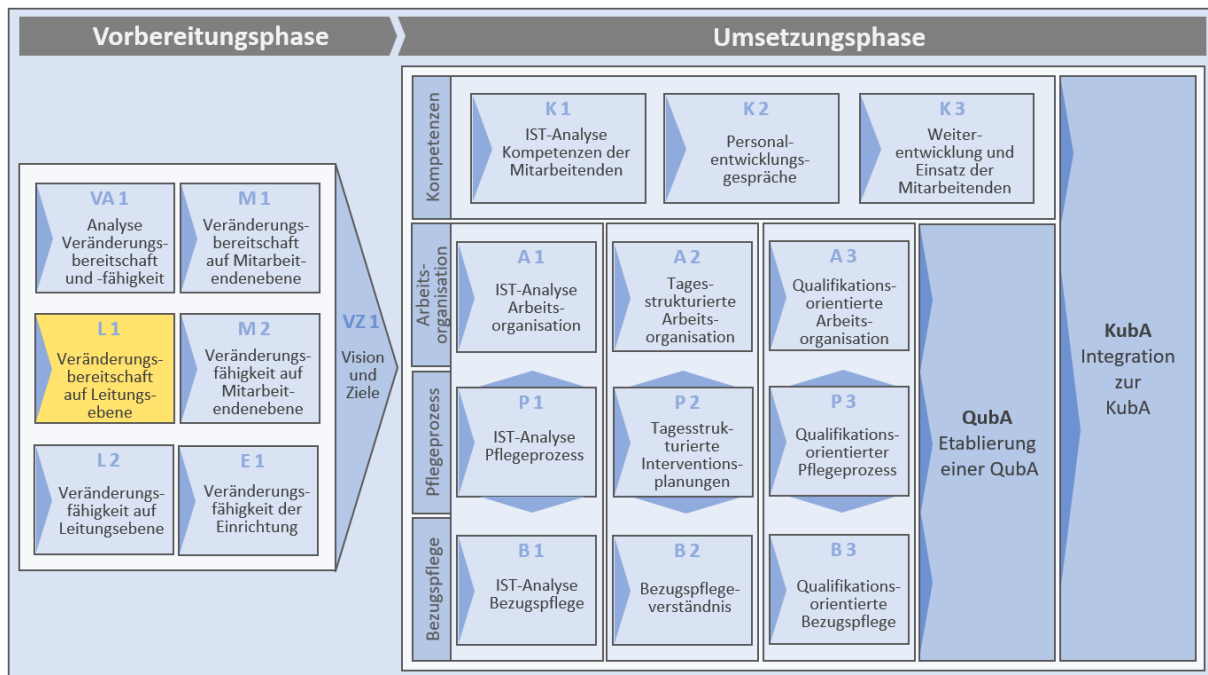 Vorbereitungsphase
Umsetzungsphase
VA 1
Analyse
Veränderungs-
bereitschaft
und -fähigkeit
M 1
Veränderungs-
bereitschaft
auf Mitarbeit-
endenebene
L 1
Veränderungs-
bereitschaft
auf Leitungs-
ebene
M 2
Veränderungs-
fähigkeit auf
Mitarbeit-
endenebene
L 2
Veränderungs-
fähigkeit auf
Leitungsebene
E 1
Veränderungs-
fähigkeit der
Einrichtung
VZ 1
Vision
und
Ziele
Kompetenzen
K 1
IST-Analyse
Kompetenzen der
Mitarbeitenden
K 2
Personal-
entwicklungs-
gespräche
K 3
Weiter-
entwicklung und
Einsatz der
Mitarbeitenden
Arbeits-
organisation
A 1
IST-Analyse
Arbeits-
organisation
A 2
Tages-
strukturierte
Arbeits-
organisation
A 3
Qualifikations-
orientierte
Arbeits-
organisation
Pflegeprozess
P 1
IST-Analyse
Pflegeprozess
P 2
Tagesstruk-
turierte
Interventions-
planungen
P 3
Qualifikations-
orientierter
Pflegeprozess
Bezugspflege
B 1
IST-Analyse
Bezugspflege
B 2
Bezugspflege-
verständnis
B 3
Qualifikations-
orientierte
Bezugspflege
QubA
Etablierung
einer QubA
KubA
Integration
zur
KubA